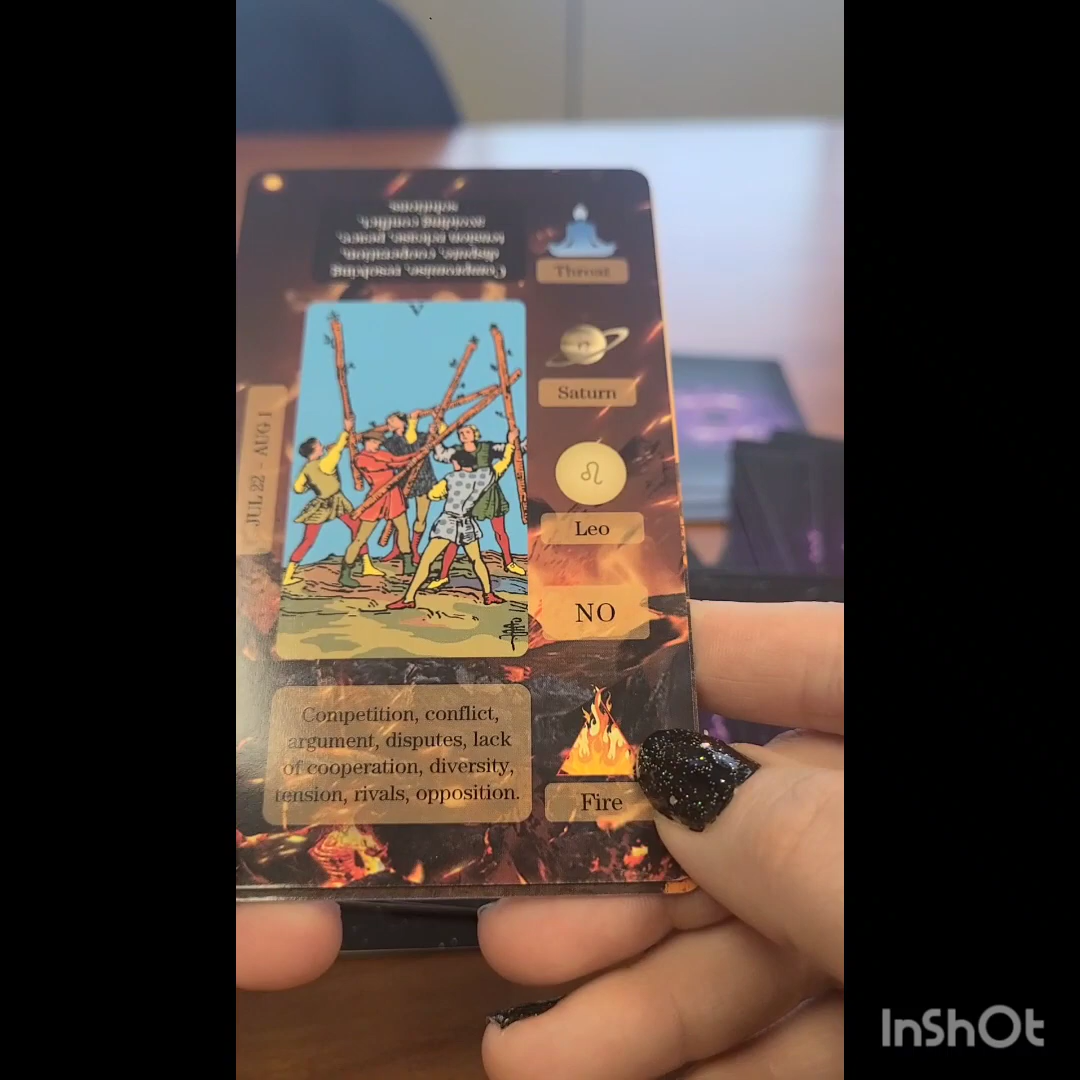 Compromise, resolving
dispute, cooperation,
tension release, peace,
avoiding conflict,
solutions.
Throat
V
Saturn
JUL 22 - AUG 1
Leo
NO
Competition, conflict,
argument, disputes, lack
of cooperation, diversity,
tension, rivals, opposition.
Fire
InShOt